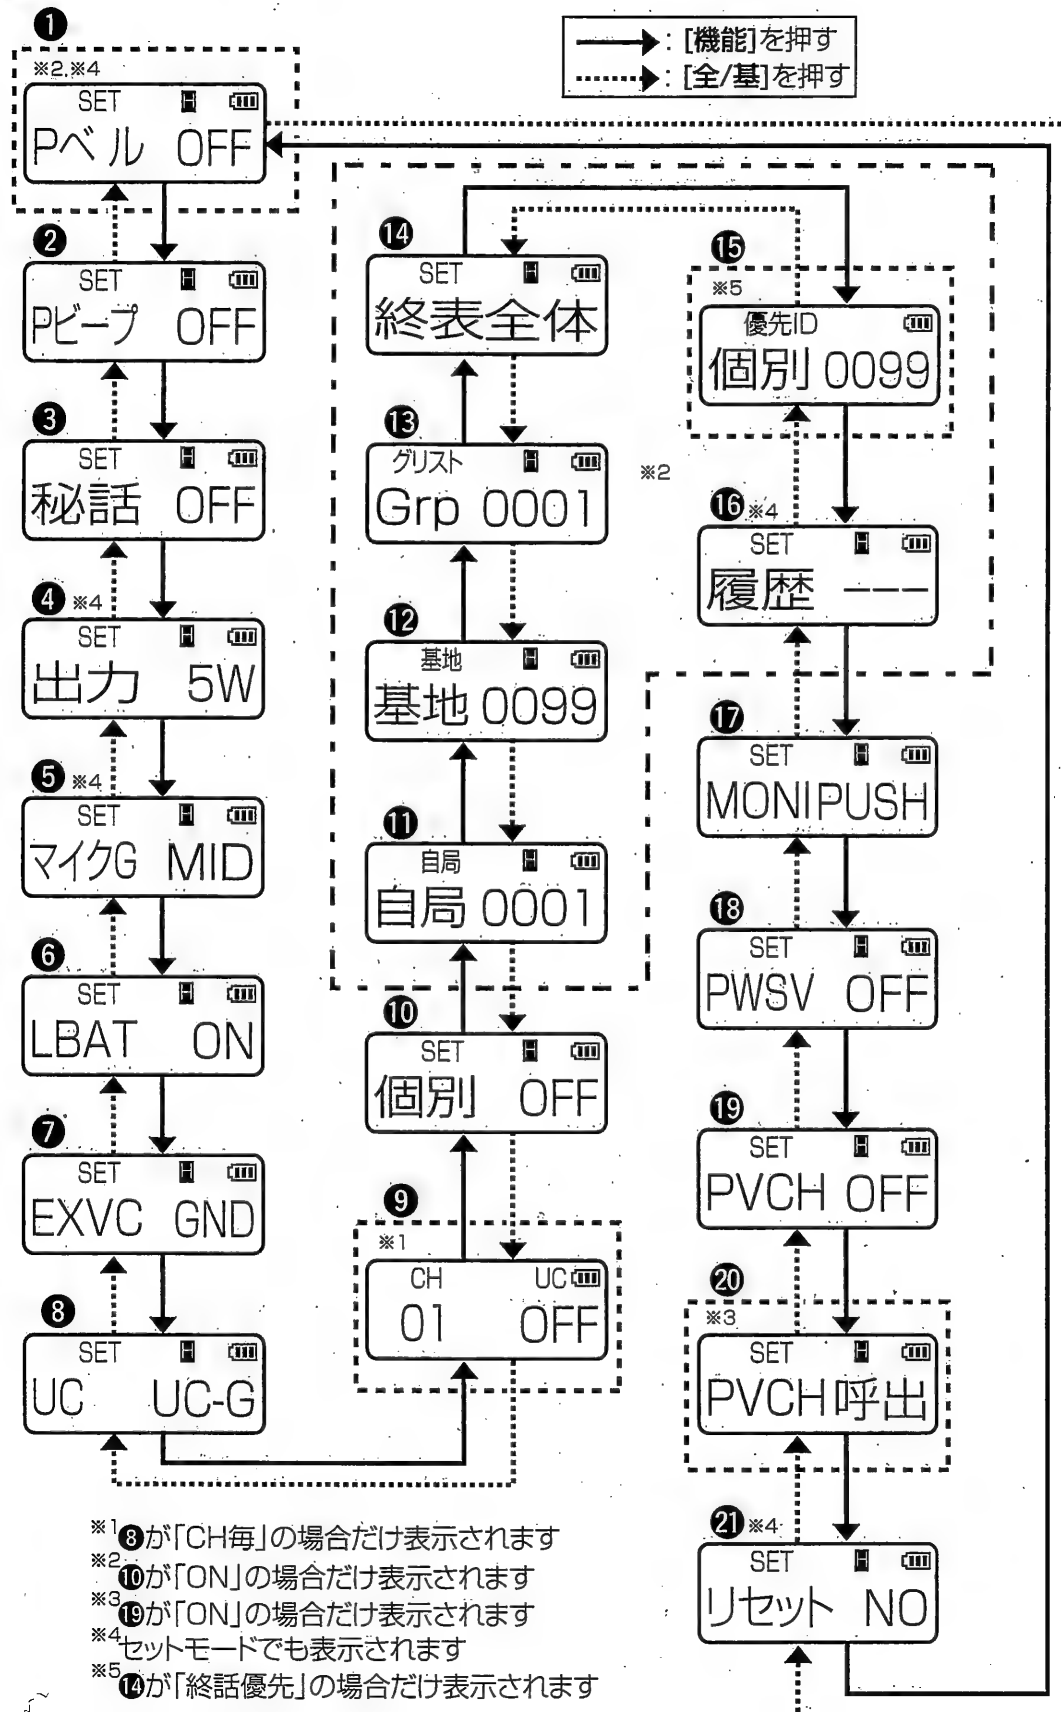 : [機能]を押す
: [全/基]を押す
❶
※2,※4
SET H
Pベル OFF
❷
SET H
Pビープ OFF
❸
SET H
秘話 OFF
❹ ※4
SET H
出力 5W
❺ ※4
SET H
マイクG MID
❻
SET H
LBAT ON
❼
SET H
EXVC GND
❽
SET H
UC UC-G
❾
※1
CH UC
01 OFF
❿
SET H
個別 OFF
⓫
自局 H
自局 0001
⓬
基地 H
基地 0099
⓭
グリスト H
Grp 0001
⓮
SET H
終表全体
※2
⓯
※5
優先ID
個別 0099
⓰ ※4
SET H
履歴 ---
⓱
SET H
MONIPUSH
⓲
SET H
PWSV OFF
⓳
SET H
PVCH OFF
⓴
※3
SET H
PVCH呼出
21 ※4
SET H
リセット NO
※1 ❽が「CH毎」の場合だけ表示されます
※2 ❿が「ON」の場合だけ表示されます
※3 ⓳が「ON」の場合だけ表示されます
※4 セットモードでも表示されます
※5 ⓮が「終話優先」の場合だけ表示されます